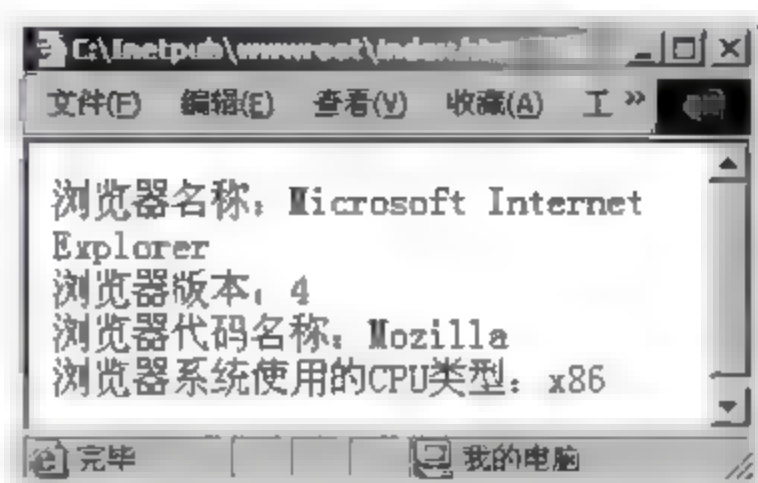 C:\Inetpub\wwwroot\index.htm
文件(F) 编辑(E) 查看(V) 收藏(A) 工 »
浏览器名称：Microsoft Internet
Explorer
浏览器版本：4
浏览器代码名称：Mozilla
浏览器系统使用的CPU类型：x86
完毕 我的电脑